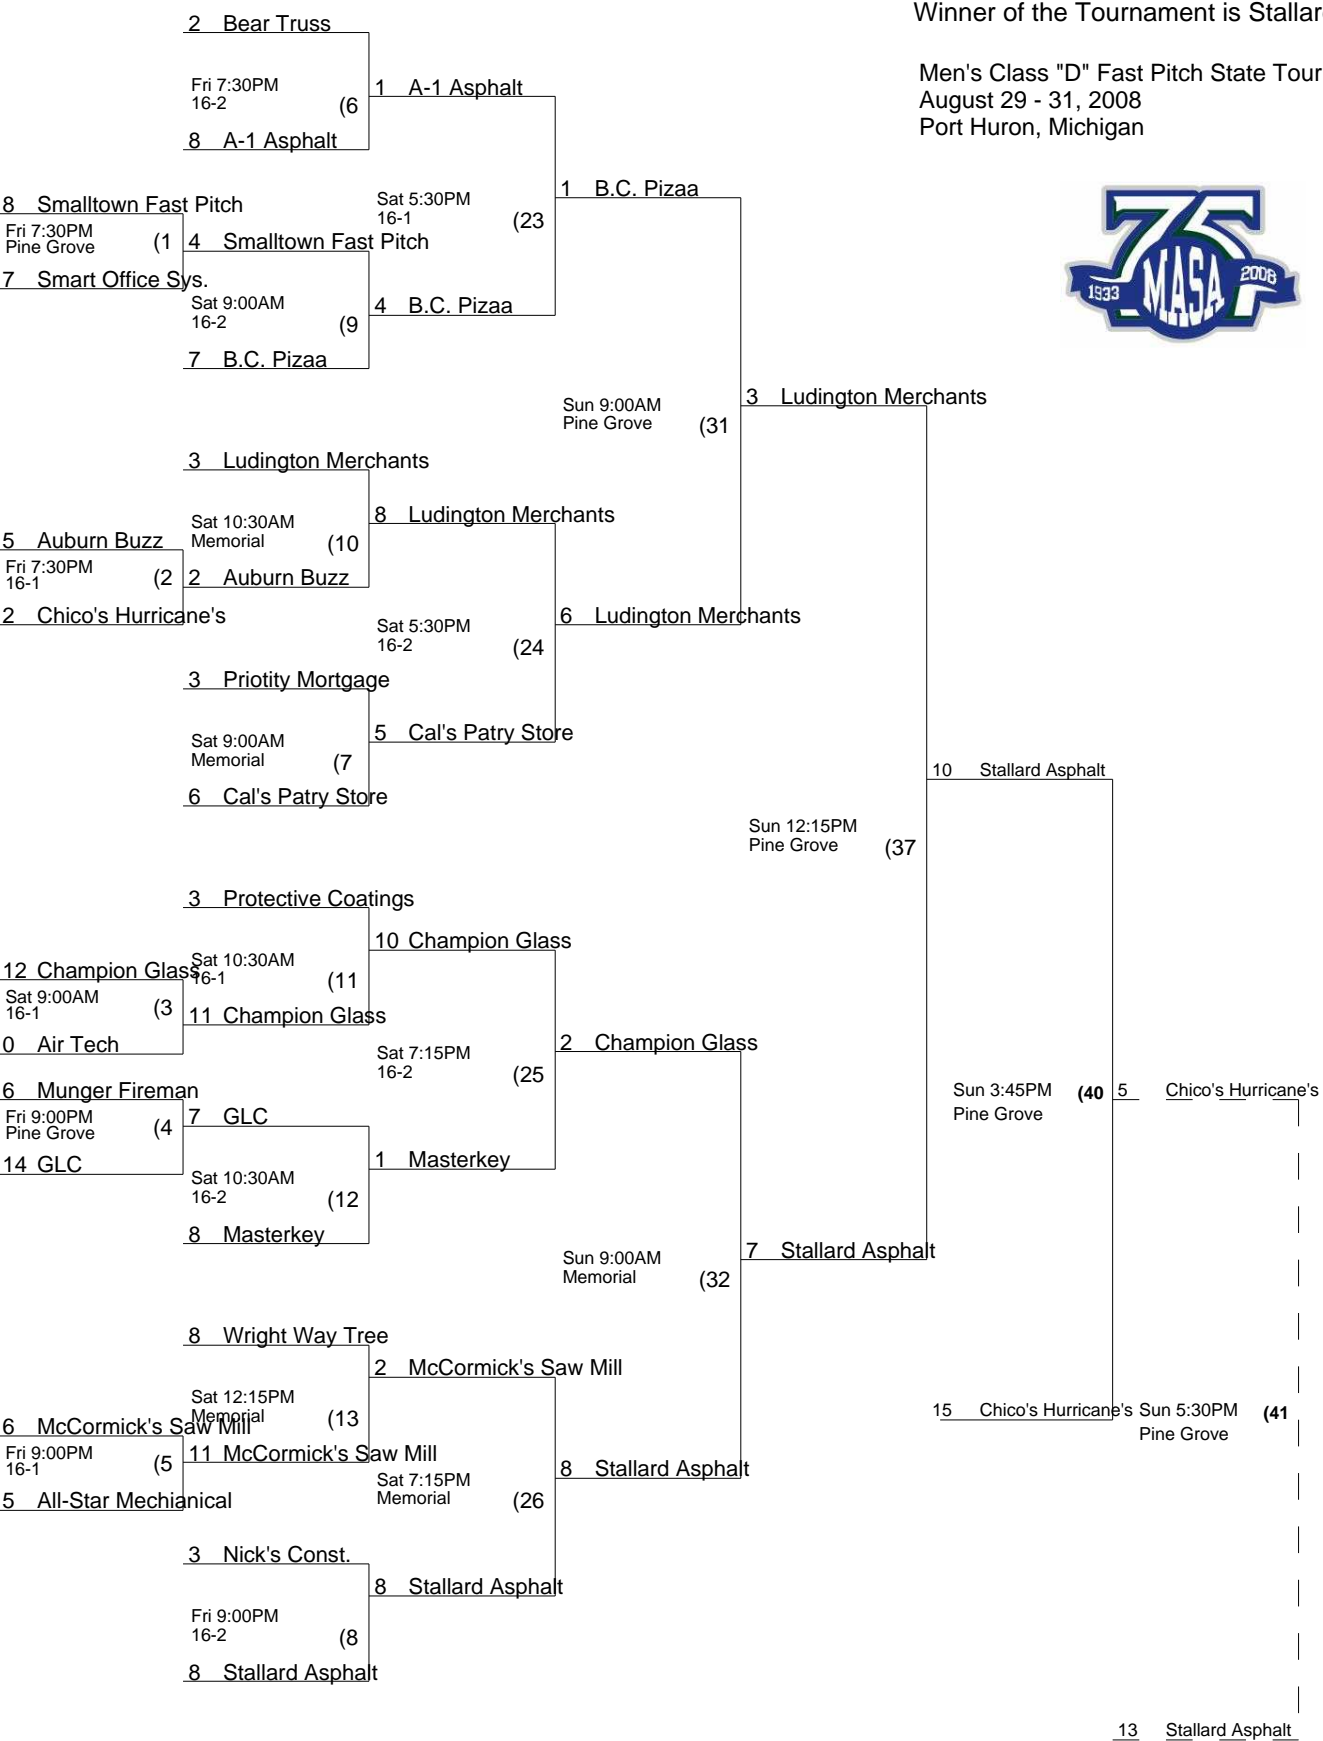 Winner of the Tournament is Stallar
Men's Class "D" Fast Pitch State Tour
August 29 - 31, 2008
Port Huron, Michigan
75
1933 MASA 2008
2 Bear Truss
Fri 7:30PM
16-2 (6
1 A-1 Asphalt
8 A-1 Asphalt
8 Smalltown Fast Pitch
Fri 7:30PM
Pine Grove (1
4 Smalltown Fast Pitch
7 Smart Office Sys.
Sat 9:00AM
16-2 (9
4 B.C. Pizaa
7 B.C. Pizaa
Sat 5:30PM
16-1 (23
1 B.C. Pizaa
Sun 9:00AM
Pine Grove (31
3 Ludington Merchants
3 Ludington Merchants
Sat 10:30AM
Memorial (10
8 Ludington Merchants
5 Auburn Buzz
Fri 7:30PM
16-1 (2
2 Auburn Buzz
2 Chico's Hurricane's
Sat 5:30PM
16-2 (24
6 Ludington Merchants
3 Priotity Mortgage
Sat 9:00AM
Memorial (7
5 Cal's Patry Store
6 Cal's Patry Store
10 Stallard Asphalt
Sun 12:15PM
Pine Grove (37
3 Protective Coatings
10 Champion Glass
12 Champion Glass
Sat 10:30AM
16-1 (11
Sat 9:00AM
16-1 (3
11 Champion Glass
0 Air Tech
Sat 7:15PM
16-2 (25
2 Champion Glass
6 Munger Fireman
Fri 9:00PM
Pine Grove (4
7 GLC
14 GLC
Sat 10:30AM
16-2 (12
1 Masterkey
8 Masterkey
Sun 3:45PM (40
Pine Grove
5 Chico's Hurricane's
Sun 9:00AM
Memorial (32
7 Stallard Asphalt
8 Wright Way Tree
2 McCormick's Saw Mill
Sat 12:15PM
Memorial (13
6 McCormick's Saw Mill
Fri 9:00PM
16-1 (5
11 McCormick's Saw Mill
5 All-Star Mechianical
Sat 7:15PM
Memorial (26
8 Stallard Asphalt
15 Chico's Hurricane's
Sun 5:30PM (41
Pine Grove
3 Nick's Const.
8 Stallard Asphalt
Fri 9:00PM
16-2 (8
8 Stallard Asphalt
13 Stallard Asphalt